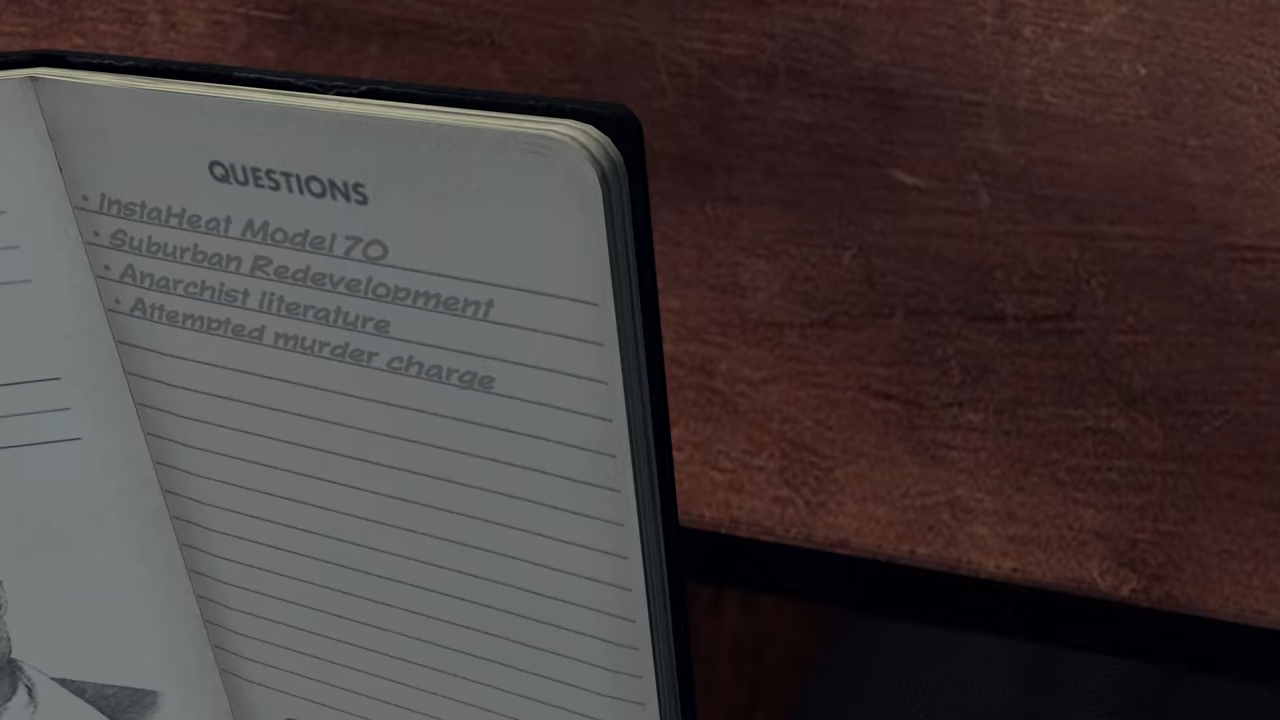 QUESTIONS
• InstaHeat Model 70
• Suburban Redevelopment
• Anarchist literature
• Attempted murder charge